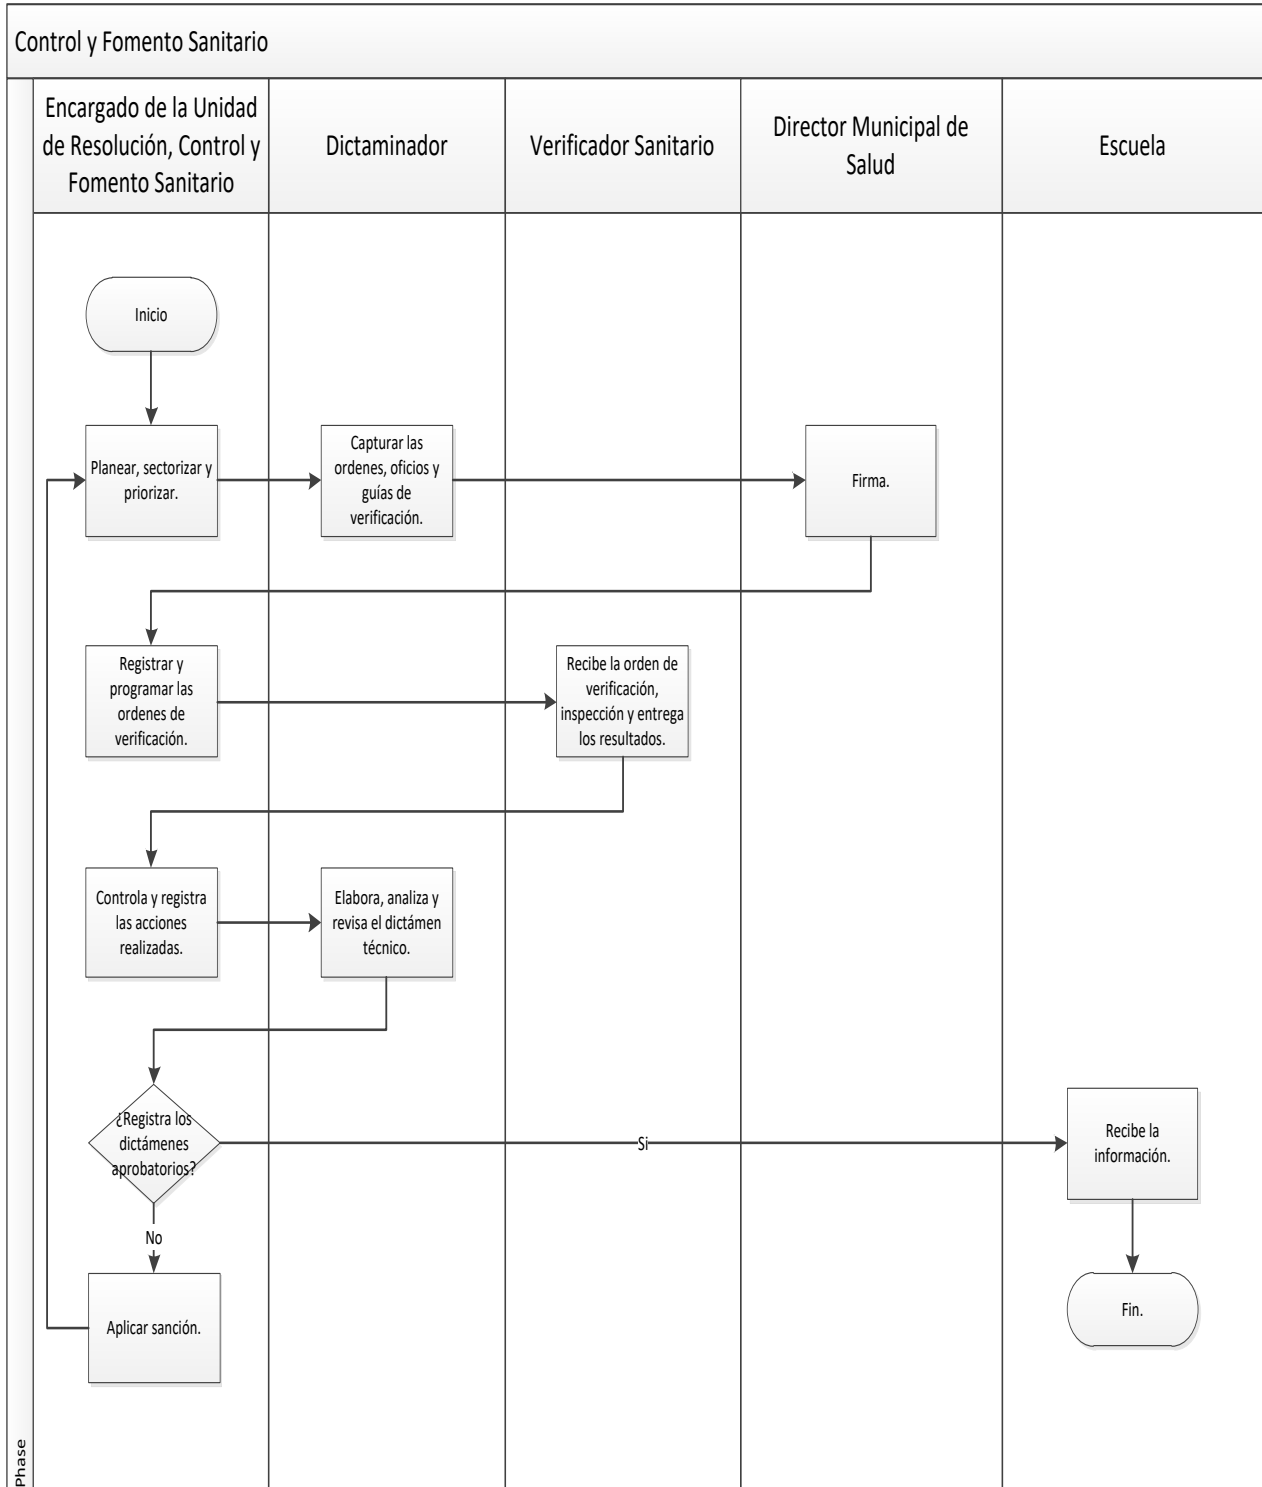 Control y Fomento Sanitario
Encargado de la Unidad
de Resolución, Control y
Fomento Sanitario
Dictaminador
Verificador Sanitario
Director Municipal de
Salud
Escuela
Inicio
Planear, sectorizar y
priorizar.
Capturar las
ordenes, oficios y
guías de
verificación.
Firma.
Registrar y
programar las
ordenes de
verificación.
Recibe la orden de
verificación,
inspección y entrega
los resultados.
Controla y registra
las acciones
realizadas.
Elabora, analiza y
revisa el dictámen
técnico.
¿Registra los
dictámenes
aprobatorios?
Si
Recibe la
información.
No
Aplicar sanción.
Fin.
Phase